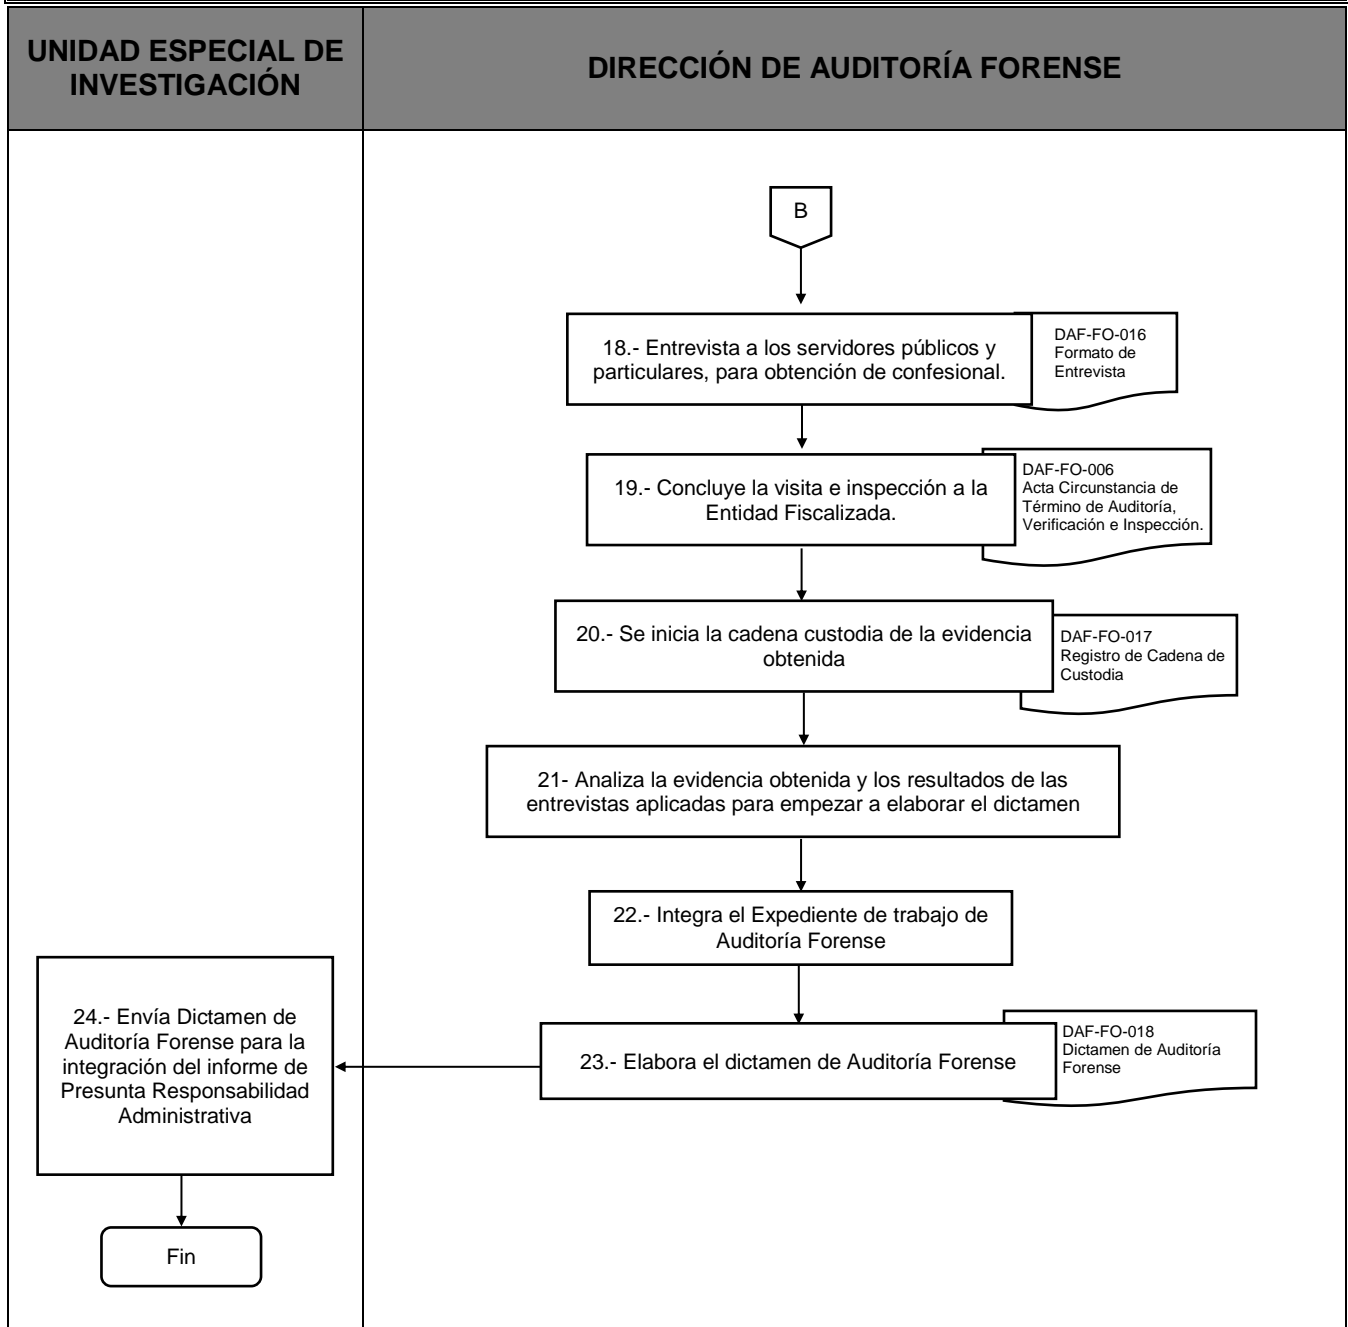 UNIDAD ESPECIAL DE
INVESTIGACIÓN
DIRECCIÓN DE AUDITORÍA FORENSE
B
18.- Entrevista a los servidores públicos y
particulares, para obtención de confesional.
DAF-FO-016
Formato de
Entrevista
19.- Concluye la visita e inspección a la
Entidad Fiscalizada.
DAF-FO-006
Acta Circunstancia de
Término de Auditoría,
Verificación e Inspección.
20.- Se inicia la cadena custodia de la evidencia
obtenida
DAF-FO-017
Registro de Cadena de
Custodia
21- Analiza la evidencia obtenida y los resultados de las
entrevistas aplicadas para empezar a elaborar el dictamen
22.- Integra el Expediente de trabajo de
Auditoría Forense
23.- Elabora el dictamen de Auditoría Forense
DAF-FO-018
Dictamen de Auditoría
Forense
24.- Envía Dictamen de
Auditoría Forense para la
integración del informe de
Presunta Responsabilidad
Administrativa
Fin